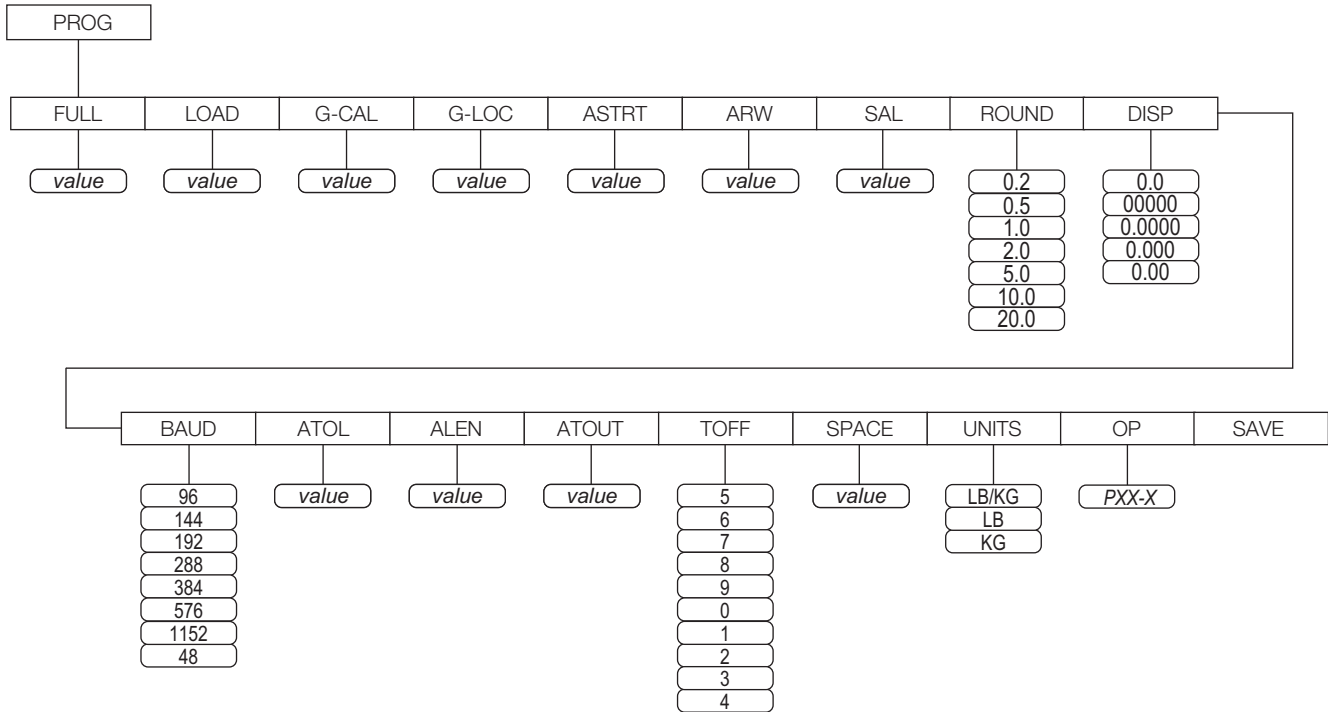 PROG
FULL LOAD G-CAL G-LOC ASTRT ARW SAL ROUND DISP
value value value value value value value 0.2 0.0
0.5 00000
1.0 0.0000
2.0 0.000
5.0 0.00
10.0
20.0
BAUD ATOL ALEN ATOUT TOFF SPACE UNITS OP SAVE
96 value value value 5 value LB/KG PXX-X
144 6 LB
192 7 KG
288 8
384 9
576 0
1152 1
48 2
3
4